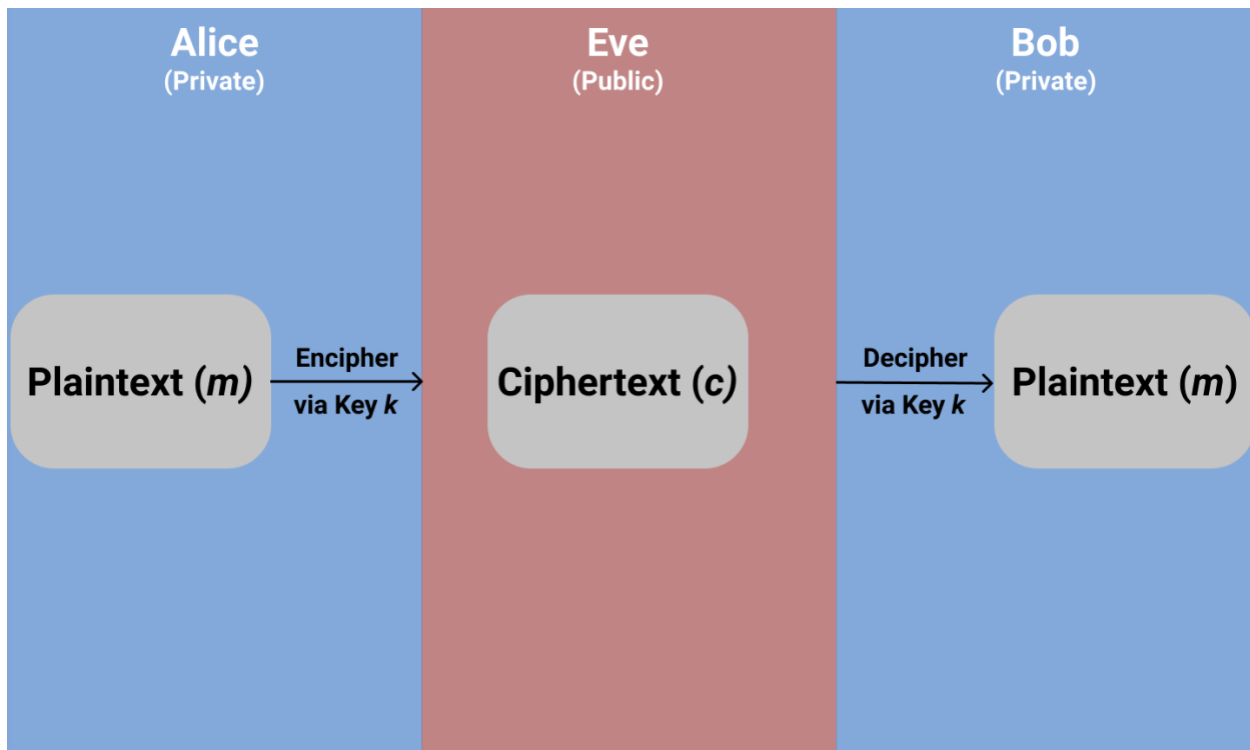 Alice
(Private)
Eve
(Public)
Bob
(Private)
Plaintext (m)
Encipher
via Key k
Ciphertext (c)
Decipher
via Key k
Plaintext (m)